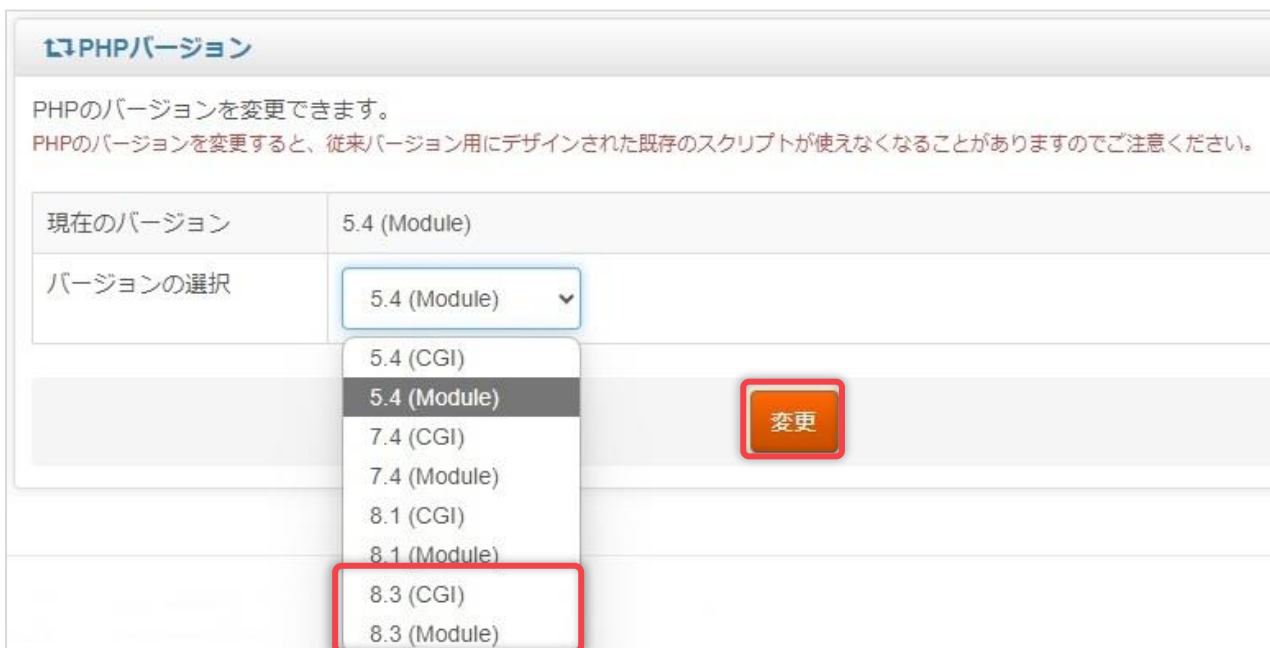 PHPバージョン
PHPのバージョンを変更できます。
PHPのバージョンを変更すると、従来バージョン用にデザインされた既存のスクリプトが使えなくなることがありますのでご注意ください。
現在のバージョン 5.4 (Module)
バージョンの選択 5.4 (Module)
5.4 (CGI)
5.4 (Module)
変更
7.4 (CGI)
7.4 (Module)
8.1 (CGI)
8.1 (Module)
8.3 (CGI)
8.3 (Module)